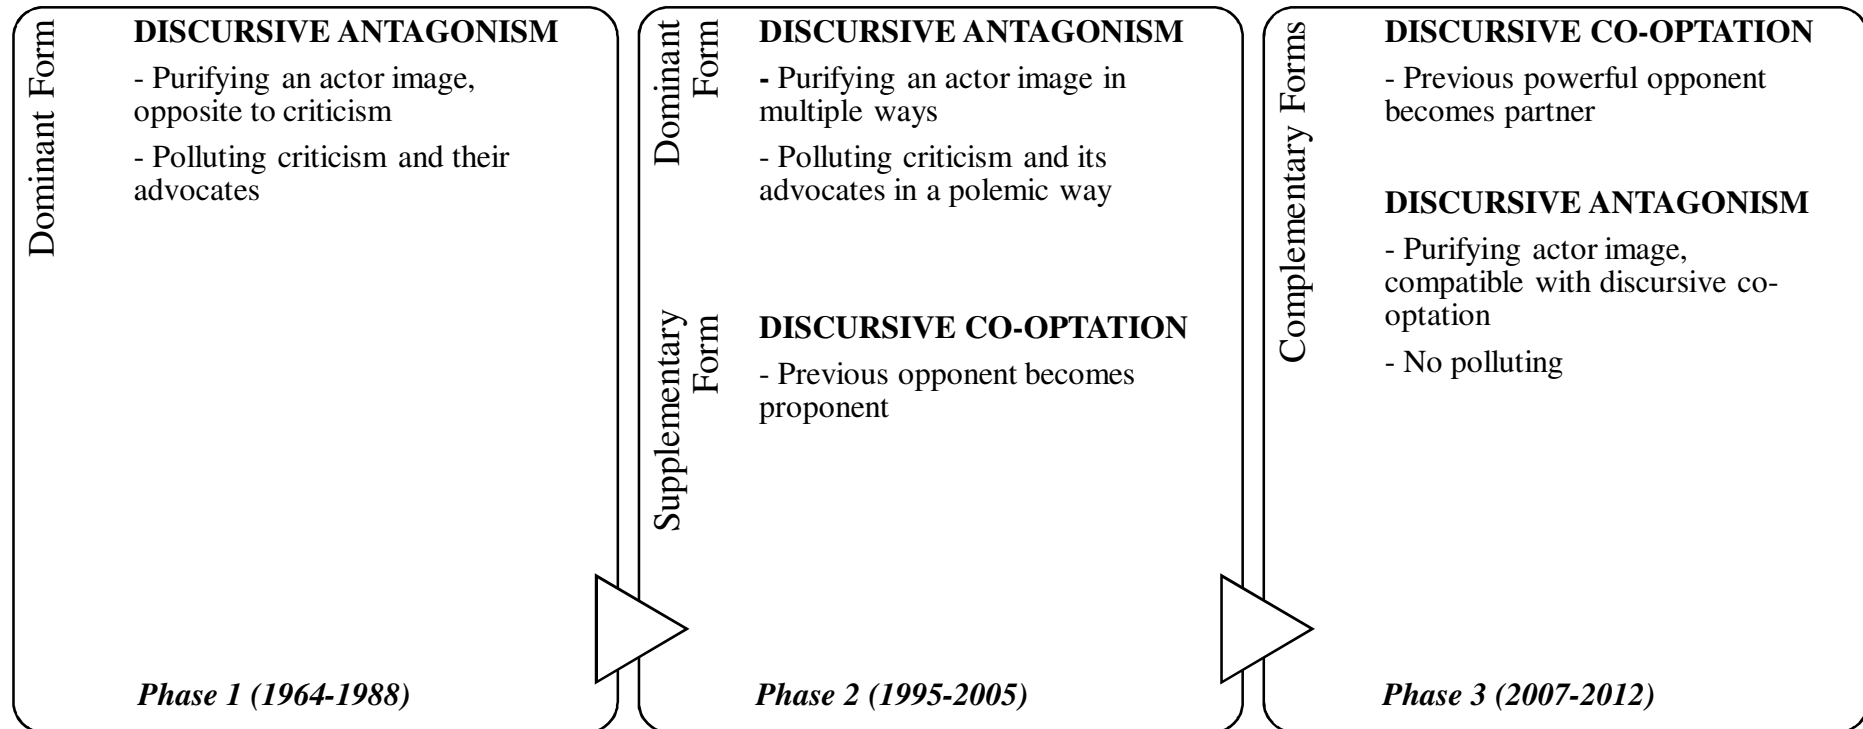 Dominant Form
DISCURSIVE ANTAGONISM
- Purifying an actor image,
opposite to criticism
- Polluting criticism and their
advocates
Phase 1 (1964-1988)
Dominant
Form
DISCURSIVE ANTAGONISM
- Purifying an actor image in
multiple ways
- Polluting criticism and its
advocates in a polemic way
Supplementary
Form
DISCURSIVE CO-OPTATION
- Previous opponent becomes
proponent
Phase 2 (1995-2005)
Complementary Forms
DISCURSIVE CO-OPTATION
- Previous powerful opponent
becomes partner
DISCURSIVE ANTAGONISM
- Purifying actor image,
compatible with discursive co-
optation
- No polluting
Phase 3 (2007-2012)